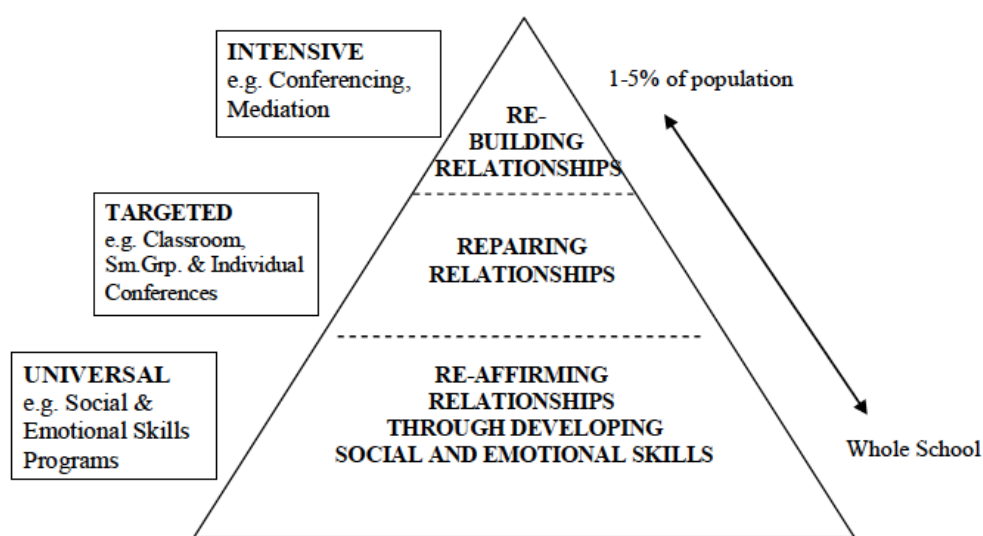 INTENSIVE
e.g. Conferencing,
Mediation
1-5% of population
RE-
BUILDING
RELATIONSHIPS
TARGETED
e.g. Classroom,
Sm.Grp. & Individual
Conferences
REPAIRING
RELATIONSHIPS
UNIVERSAL
e.g. Social &
Emotional Skills
Programs
RE-AFFIRMING
RELATIONSHIPS
THROUGH DEVELOPING
SOCIAL AND EMOTIONAL SKILLS
Whole School